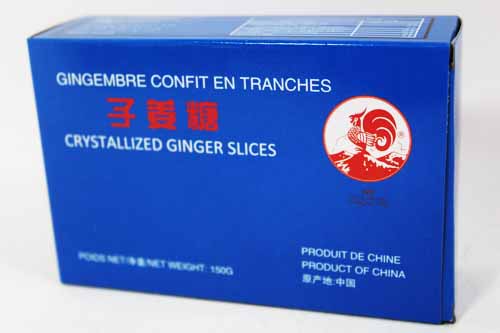 GINGEMBRE CONFIT EN TRANCHES
子薑糖
CRYSTALLIZED GINGER SLICES
POIDS NET/净重/NET WEIGHT: 150G
PRODUIT DE CHINE
PRODUCT OF CHINA
原产地:中国